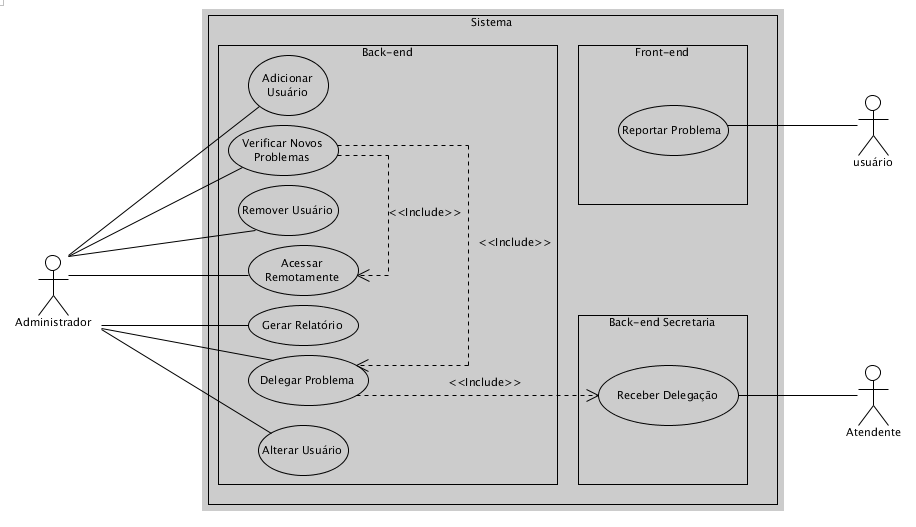 Sistema
Back-end
Front-end
Adicionar
Usuário
Verificar Novos
Problemas
Reportar Problema
usuário
Remover Usuário
<<Include>>
<<Include>>
Acessar
Remotamente
Administrador
Gerar Relatório
Back-end Secretaria
Delegar Problema
<<Include>>
Receber Delegação
Atendente
Alterar Usuário